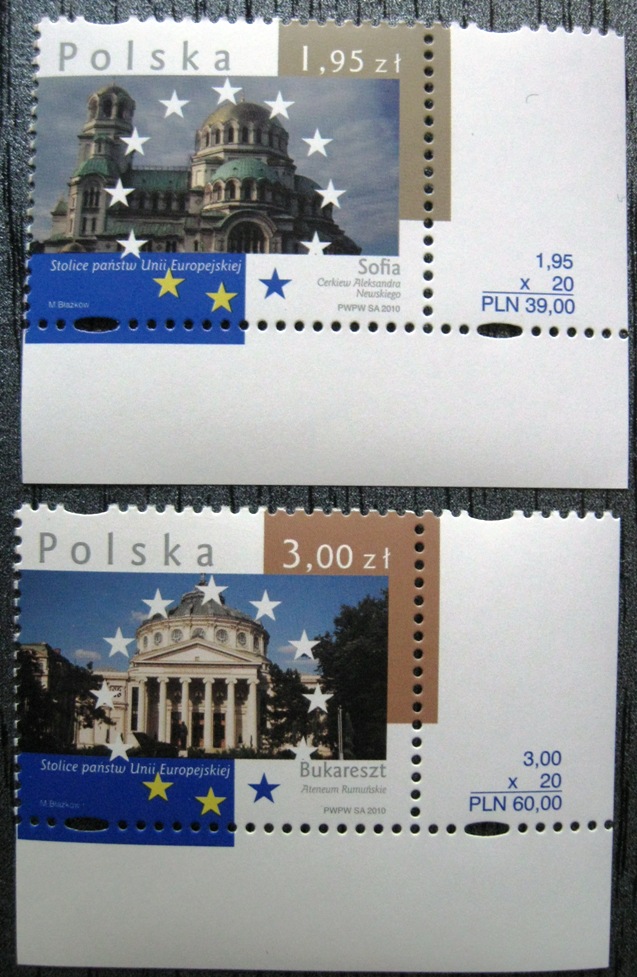 Polska
1,95 zł
Stolice państw Unii Europejskiej
M.Błażków
Sofia
Cerkiew Aleksandra
Newskiego
PWPW SA 2010
1,95
x 20
PLN 39,00
Polska
3,00 zł
Stolice państw Unii Europejskiej
M.Błażków
Bukareszt
Ateneum Rumuńskie
PWPW SA 2010
3,00
x 20
PLN 60,00